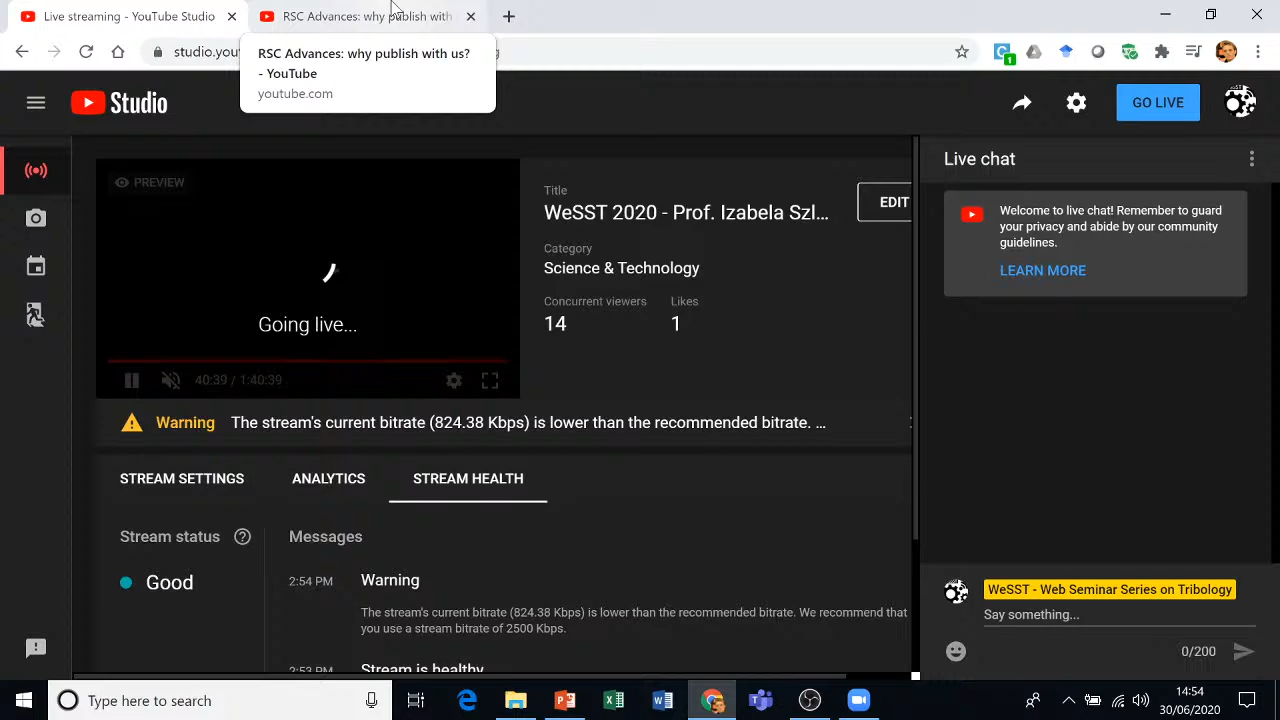 Live streaming - YouTube Studio
RSC Advances: why publish with
studio.you
RSC Advances: why publish with us?
- YouTube
youtube.com
1
Studio
GO LIVE
PREVIEW
Going live...
40:39 / 1:40:39
Title
WeSST 2020 - Prof. Izabela Szl...
EDIT
Category
Science & Technology
Concurrent viewers
Likes
14
1
Warning
The stream's current bitrate (824.38 Kbps) is lower than the recommended bitrate. ...
STREAM SETTINGS
ANALYTICS
STREAM HEALTH
Stream status
Good
Messages
2:54 PM
Warning
The stream's current bitrate (824.38 Kbps) is lower than the recommended bitrate. We recommend that
you use a stream bitrate of 2500 Kbps.
2:53 PM
Stream is healthy
Live chat
Welcome to live chat! Remember to guard
your privacy and abide by our community
guidelines.
LEARN MORE
WeSST - Web Seminar Series on Tribology
Say something...
0/200
Type here to search
14:54
30/06/2020